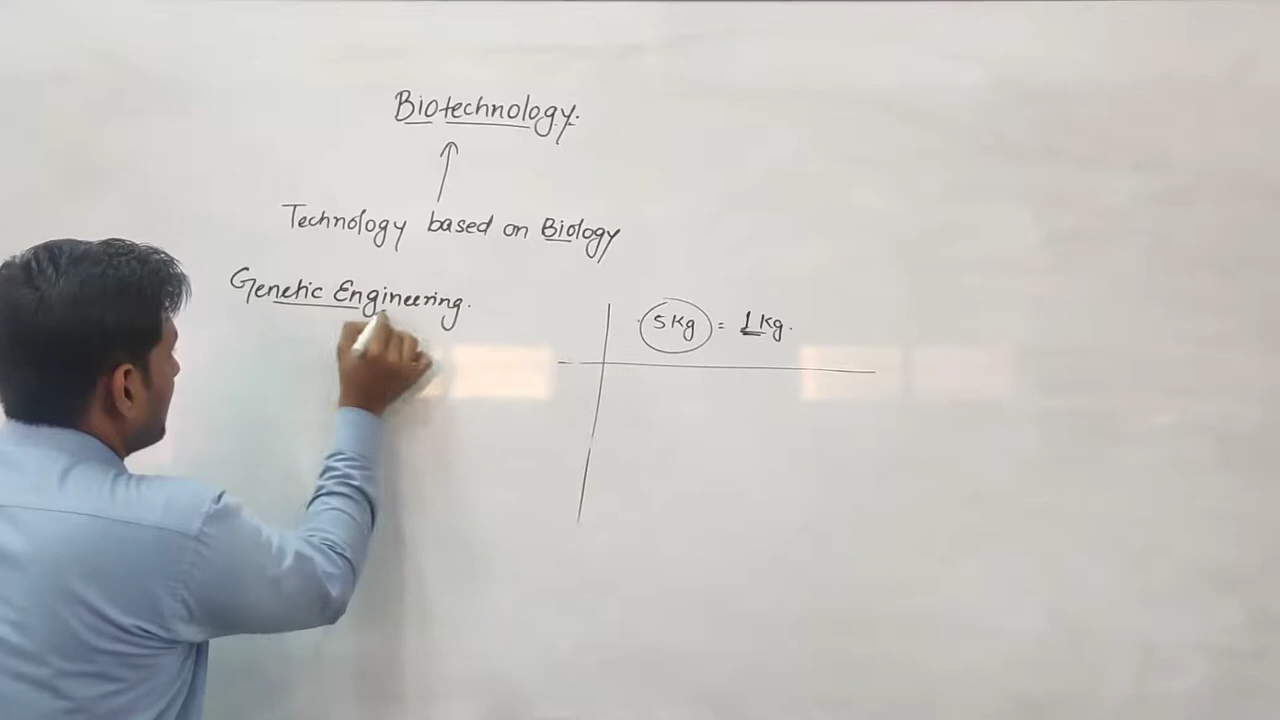 Biotechnology.
Technology based on Biology
Genetic Engineering.
5Kg = 1Kg.